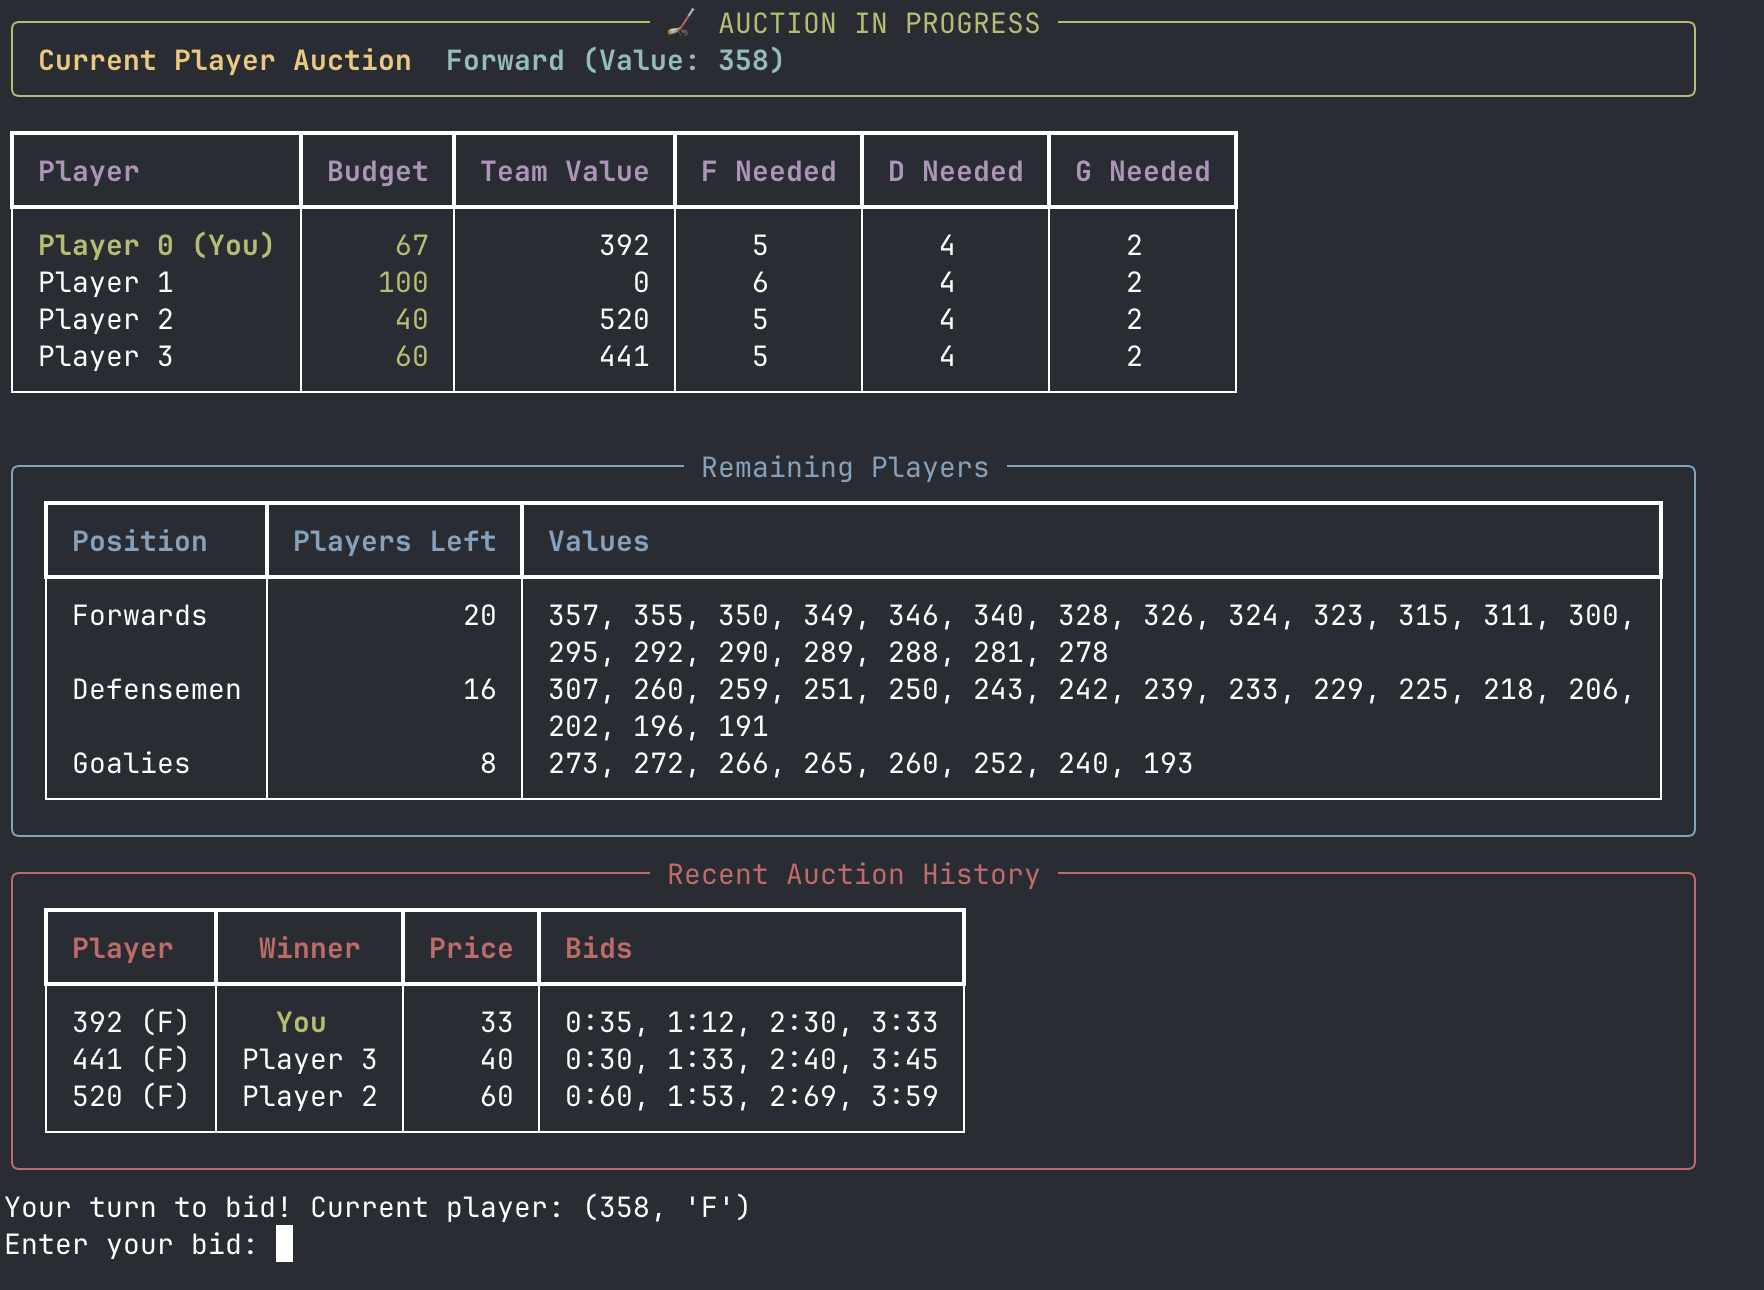 AUCTION IN PROGRESS
Current Player Auction Forward (Value: 358)
Player Budget Team Value F Needed D Needed G Needed
Player 0 (You) 67 392 5 4 2
Player 1 100 0 6 4 2
Player 2 40 520 5 4 2
Player 3 60 441 5 4 2
Remaining Players
Position Players Left Values
Forwards 20 357, 355, 350, 349, 346, 340, 328, 326, 324, 323, 315, 311, 300,
295, 292, 290, 289, 288, 281, 278
Defensemen 16 307, 260, 259, 251, 250, 243, 242, 239, 233, 229, 225, 218, 206,
202, 196, 191
Goalies 8 273, 272, 266, 265, 260, 252, 240, 193
Recent Auction History
Player Winner Price Bids
392 (F) You 33 0:35, 1:12, 2:30, 3:33
441 (F) Player 3 40 0:30, 1:33, 2:40, 3:45
520 (F) Player 2 60 0:60, 1:53, 2:69, 3:59
Your turn to bid! Current player: (358, 'F')
Enter your bid: